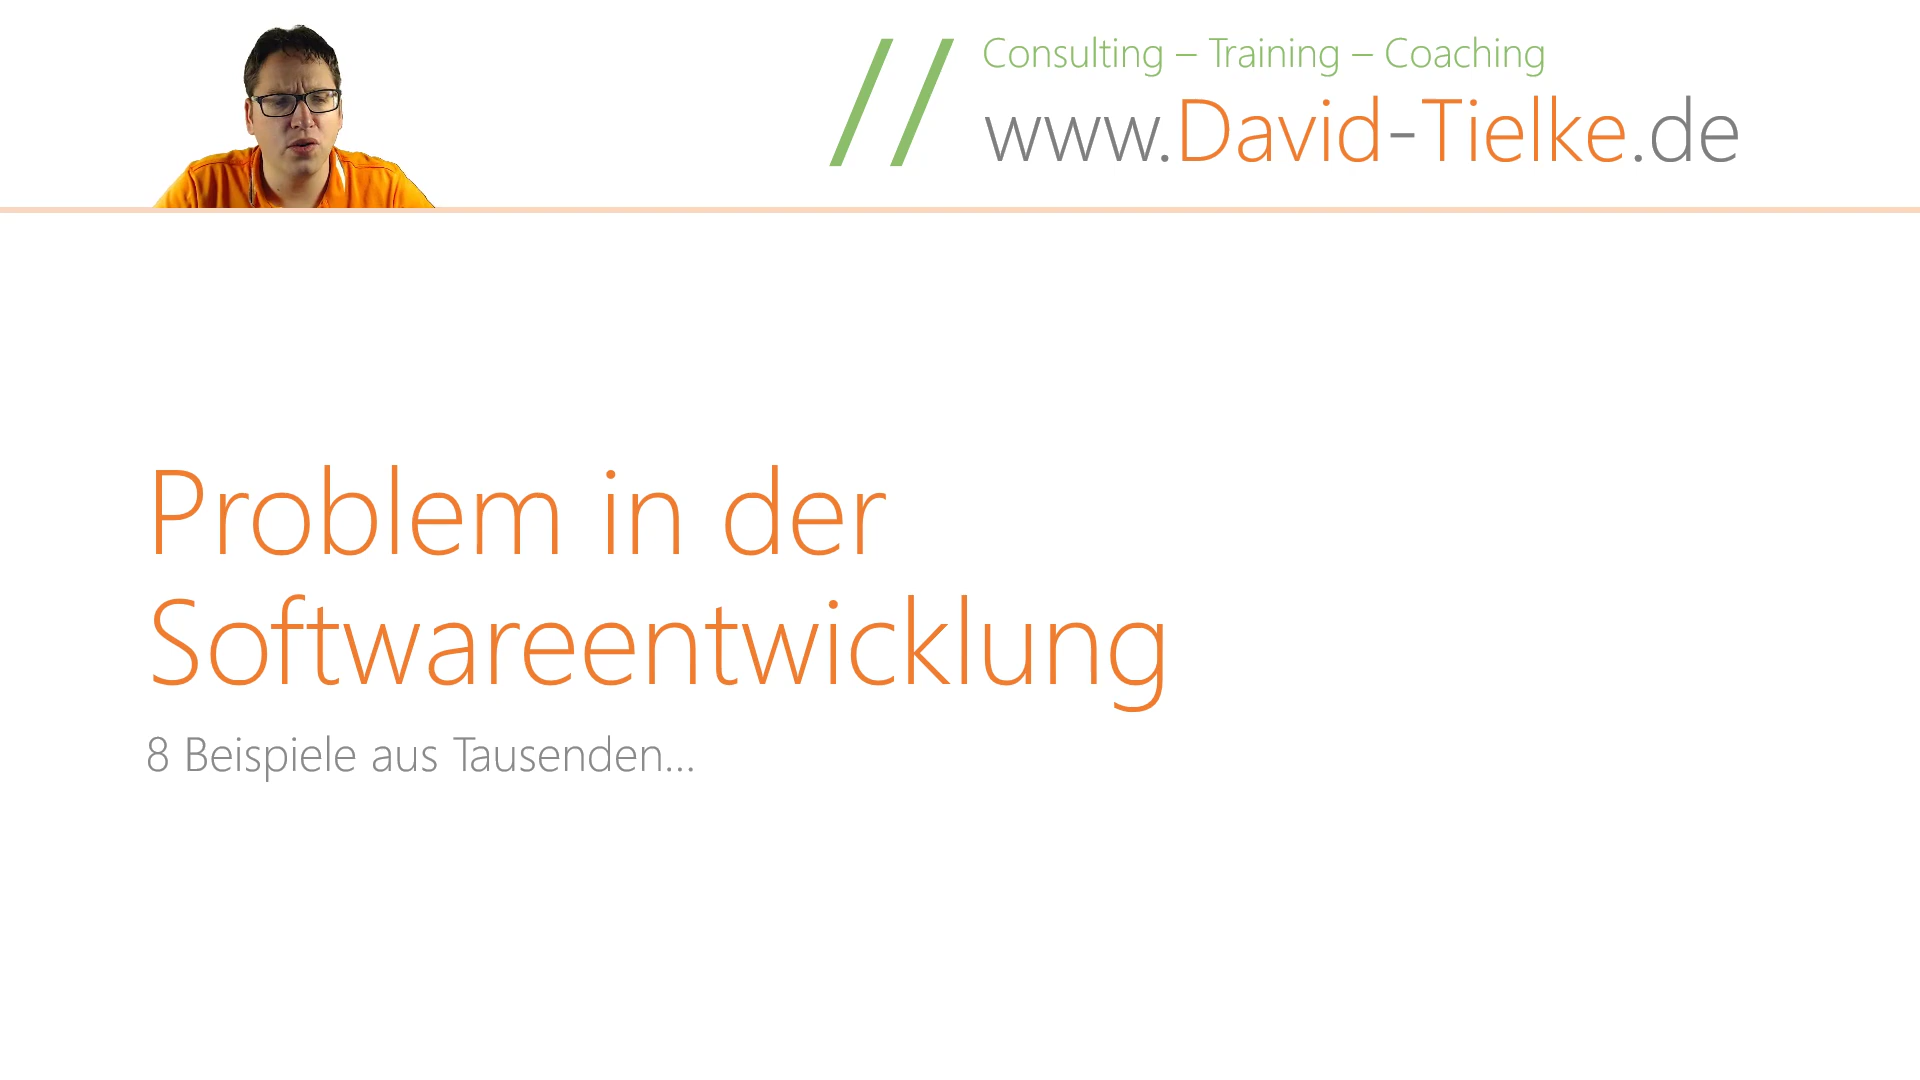 Consulting – Training – Coaching
// www.David-Tielke.de
Problem in der
Softwareentwicklung
8 Beispiele aus Tausenden...